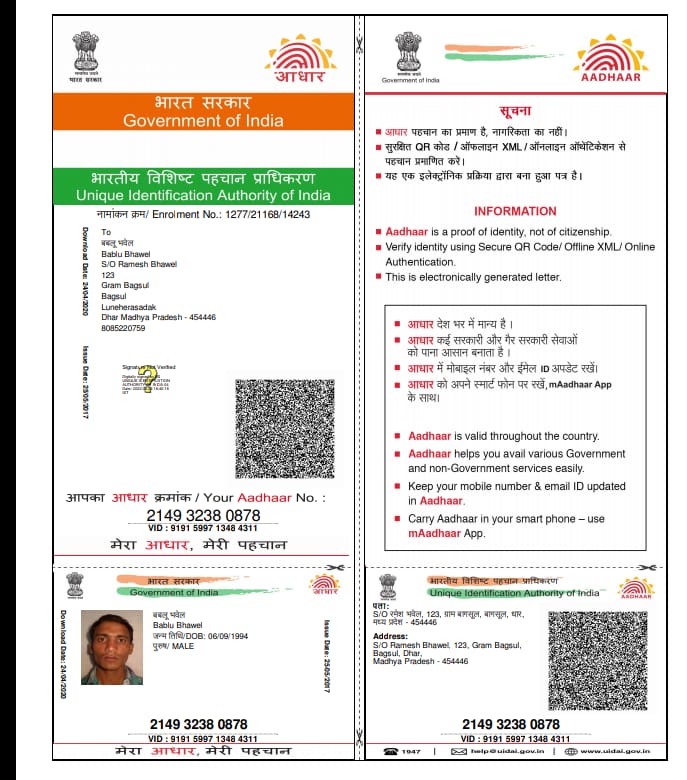 भारत सरकार
आधार
भारत सरकार
Government of India
भारतीय विशिष्ट पहचान प्राधिकरण
Unique Identification Authority of India
नामांकन क्रम/ Enrolment No.: 1277/21168/14243
Download Date: 24/04/2020
To
बबलू भवेल
Bablu Bhawel
S/O Ramesh Bhawel
123
Gram Bagsul
Bagsul
Luneherasadak
Dhar Madhya Pradesh - 454446
8085220759
Issue Date: 25/05/2017
Signature Not Verified
आपका आधार क्रमांक / Your Aadhaar No. :
2149 3238 0878
VID : 9191 5997 1348 4311
मेरा आधार, मेरी पहचान
Government of India
AADHAAR
सूचना
आधार पहचान का प्रमाण है, नागरिकता का नहीं।
सुरक्षित QR कोड / ऑफलाइन XML / ऑनलाइन ऑथेंटिकेशन से
पहचान प्रमाणित करें।
यह एक इलेक्ट्रॉनिक प्रक्रिया द्वारा बना हुआ पत्र है।
INFORMATION
Aadhaar is a proof of identity, not of citizenship.
Verify identity using Secure QR Code/ Offline XML/ Online
Authentication.
This is electronically generated letter.
आधार देश भर में मान्य है ।
आधार कई सरकारी और गैर सरकारी सेवाओं
को पाना आसान बनाता है ।
आधार में मोबाइल नंबर और ईमेल ID अपडेट रखें।
आधार को अपने स्मार्ट फोन पर रखें, mAadhaar App
के साथ।
Aadhaar is valid throughout the country.
Aadhaar helps you avail various Government
and non-Government services easily.
Keep your mobile number & email ID updated
in Aadhaar.
Carry Aadhaar in your smart phone – use
mAadhaar App.
भारत सरकार
Government of India
आधार
Download Date: 24/04/2020
बबलू भवेल
Bablu Bhawel
जन्म तिथि/DOB: 06/09/1994
पुरुष/ MALE
Issue Date: 25/05/2017
2149 3238 0878
VID : 9191 5997 1348 4311
मेरा आधार, मेरी पहचान
भारतीय विशिष्ट पहचान प्राधिकरण
Unique Identification Authority of India
AADHAAR
पता:
S/O रमेश भवेल, 123, ग्राम बागसूल, बागसूल, धार,
मध्य प्रदेश - 454446
Address:
S/O Ramesh Bhawel, 123, Gram Bagsul,
Bagsul, Dhar,
Madhya Pradesh - 454446
2149 3238 0878
VID : 9191 5997 1348 4311
1947 | help@uidai.gov.in | www.uidai.gov.in